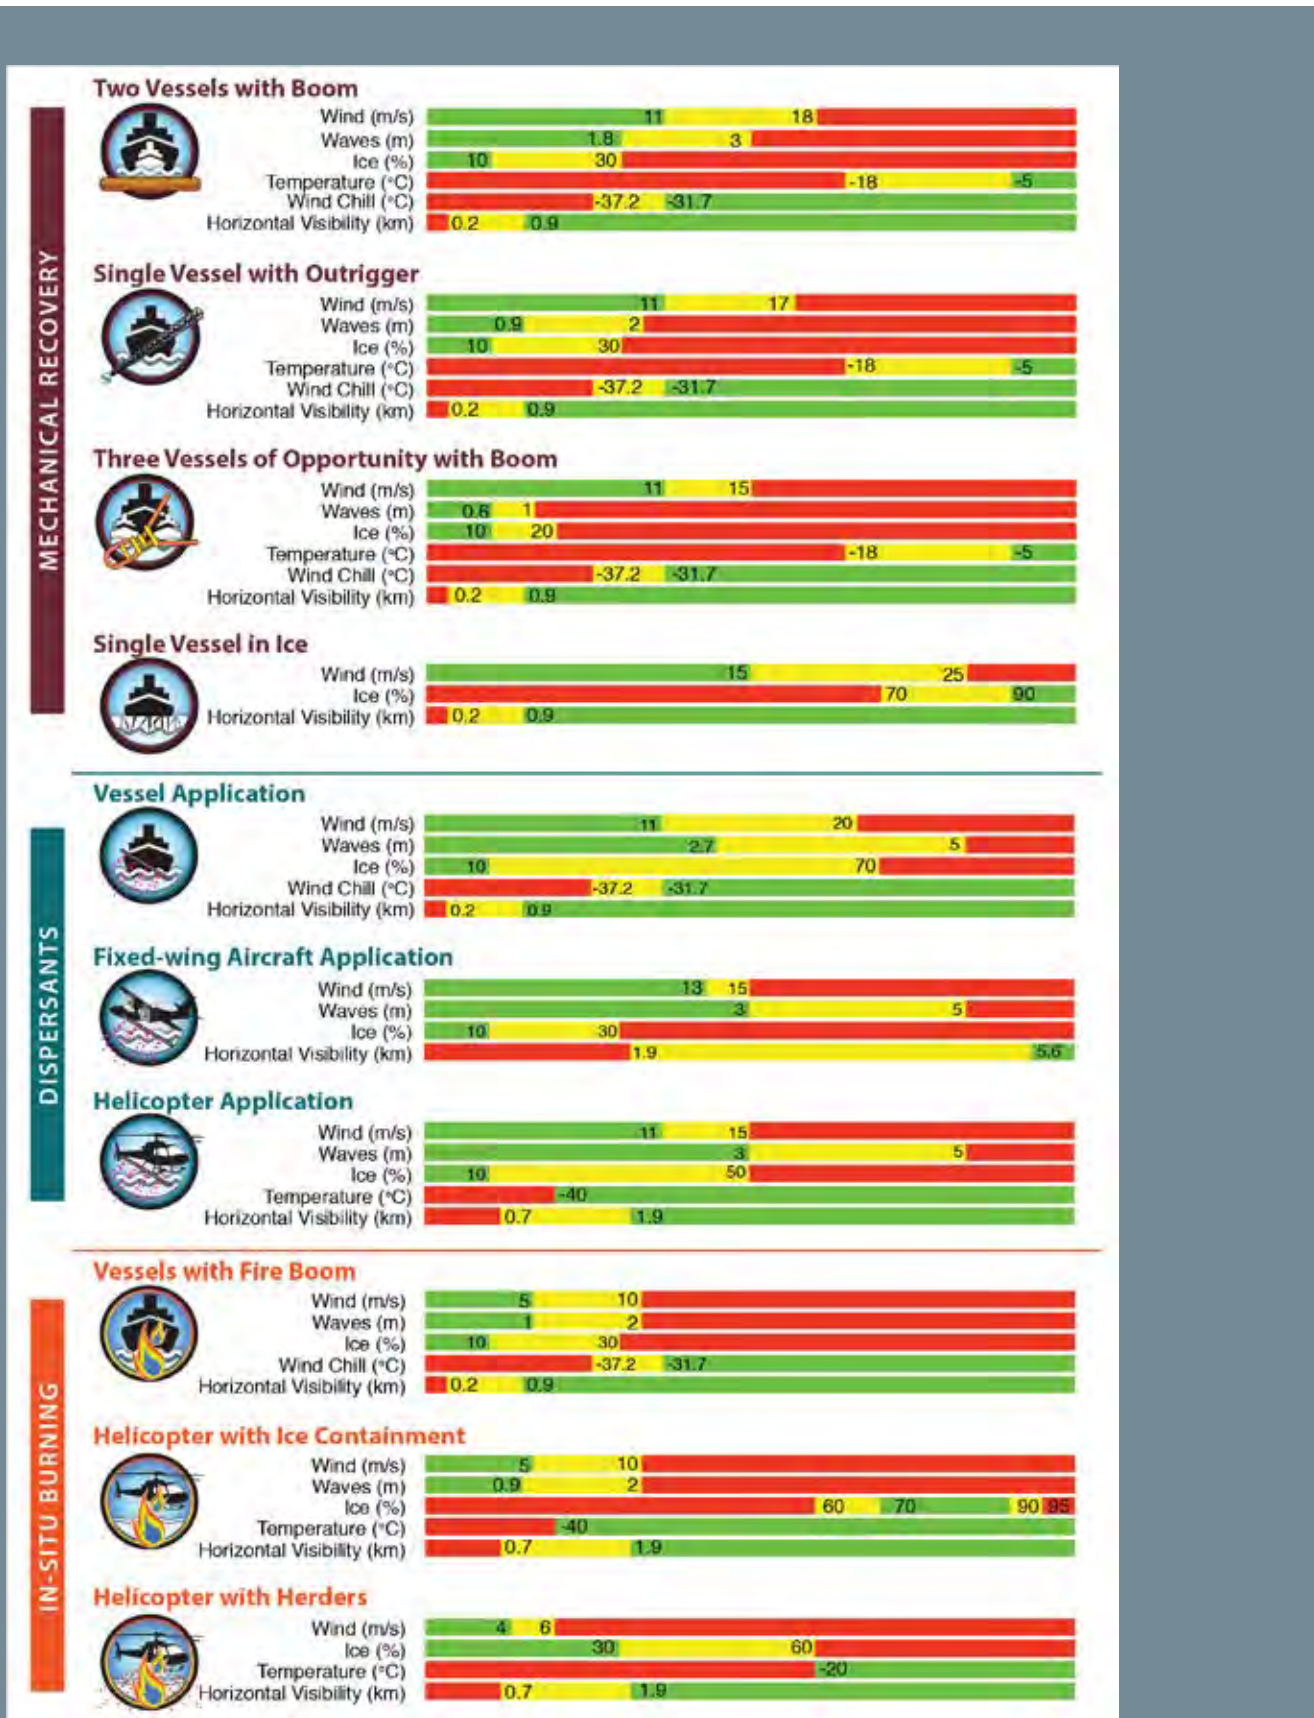 MECHANICAL RECOVERY
Two Vessels with Boom
Wind (m/s) 11 18
Waves (m) 1.8 3
Ice (%) 10 30
Temperature (°C) -18 -5
Wind Chill (°C) -37.2 -31.7
Horizontal Visibility (km) 0.2 0.9
Single Vessel with Outrigger
Wind (m/s) 11 17
Waves (m) 0.9 2
Ice (%) 10 30
Temperature (°C) -18 -5
Wind Chill (°C) -37.2 -31.7
Horizontal Visibility (km) 0.2 0.9
Three Vessels of Opportunity with Boom
Wind (m/s) 11 15
Waves (m) 0.6 1
Ice (%) 10 20
Temperature (°C) -18 -5
Wind Chill (°C) -37.2 -31.7
Horizontal Visibility (km) 0.2 0.9
Single Vessel in Ice
Wind (m/s) 15 25
Ice (%) 70 90
Horizontal Visibility (km) 0.2 0.9
DISPERSANTS
Vessel Application
Wind (m/s) 11 20
Waves (m) 2.7 5
Ice (%) 10 70
Wind Chill (°C) -37.2 -31.7
Horizontal Visibility (km) 0.2 0.9
Fixed-wing Aircraft Application
Wind (m/s) 13 15
Waves (m) 3 5
Ice (%) 10 30
Horizontal Visibility (km) 1.9 5.6
Helicopter Application
Wind (m/s) 11 15
Waves (m) 3 5
Ice (%) 10 50
Temperature (°C) -40
Horizontal Visibility (km) 0.7 1.9
IN-SITU BURNING
Vessels with Fire Boom
Wind (m/s) 5 10
Waves (m) 1 2
Ice (%) 10 30
Wind Chill (°C) -37.2 -31.7
Horizontal Visibility (km) 0.2 0.9
Helicopter with Ice Containment
Wind (m/s) 5 10
Waves (m) 0.9 2
Ice (%) 60 70 90 95
Temperature (°C) -40
Horizontal Visibility (km) 0.7 1.9
Helicopter with Herders
Wind (m/s) 4 6
Ice (%) 30 60
Temperature (°C) -20
Horizontal Visibility (km) 0.7 1.9